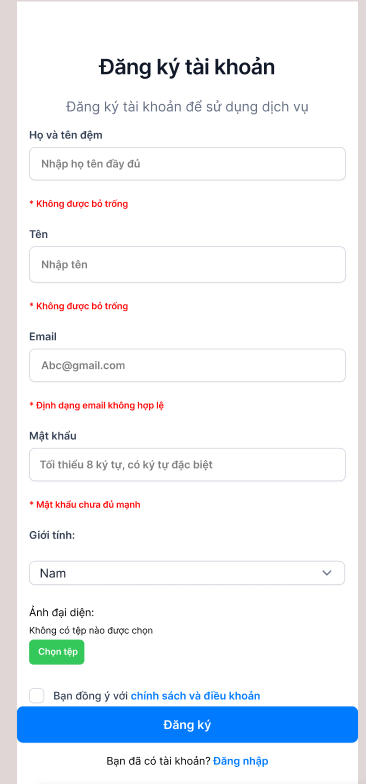 Đăng ký tài khoản
Đăng ký tài khoản để sử dụng dịch vụ
Họ và tên đệm
Nhập họ tên đầy đủ
* Không được bỏ trống
Tên
Nhập tên
* Không được bỏ trống
Email
Abc@gmail.com
* Định dạng email không hợp lệ
Mật khẩu
Tối thiểu 8 ký tự, có ký tự đặc biệt
* Mật khẩu chưa đủ mạnh
Giới tính:
Nam
Ảnh đại diện:
Không có tệp nào được chọn
Chọn tệp
Bạn đồng ý với chính sách và điều khoản
Đăng ký
Bạn đã có tài khoản? Đăng nhập